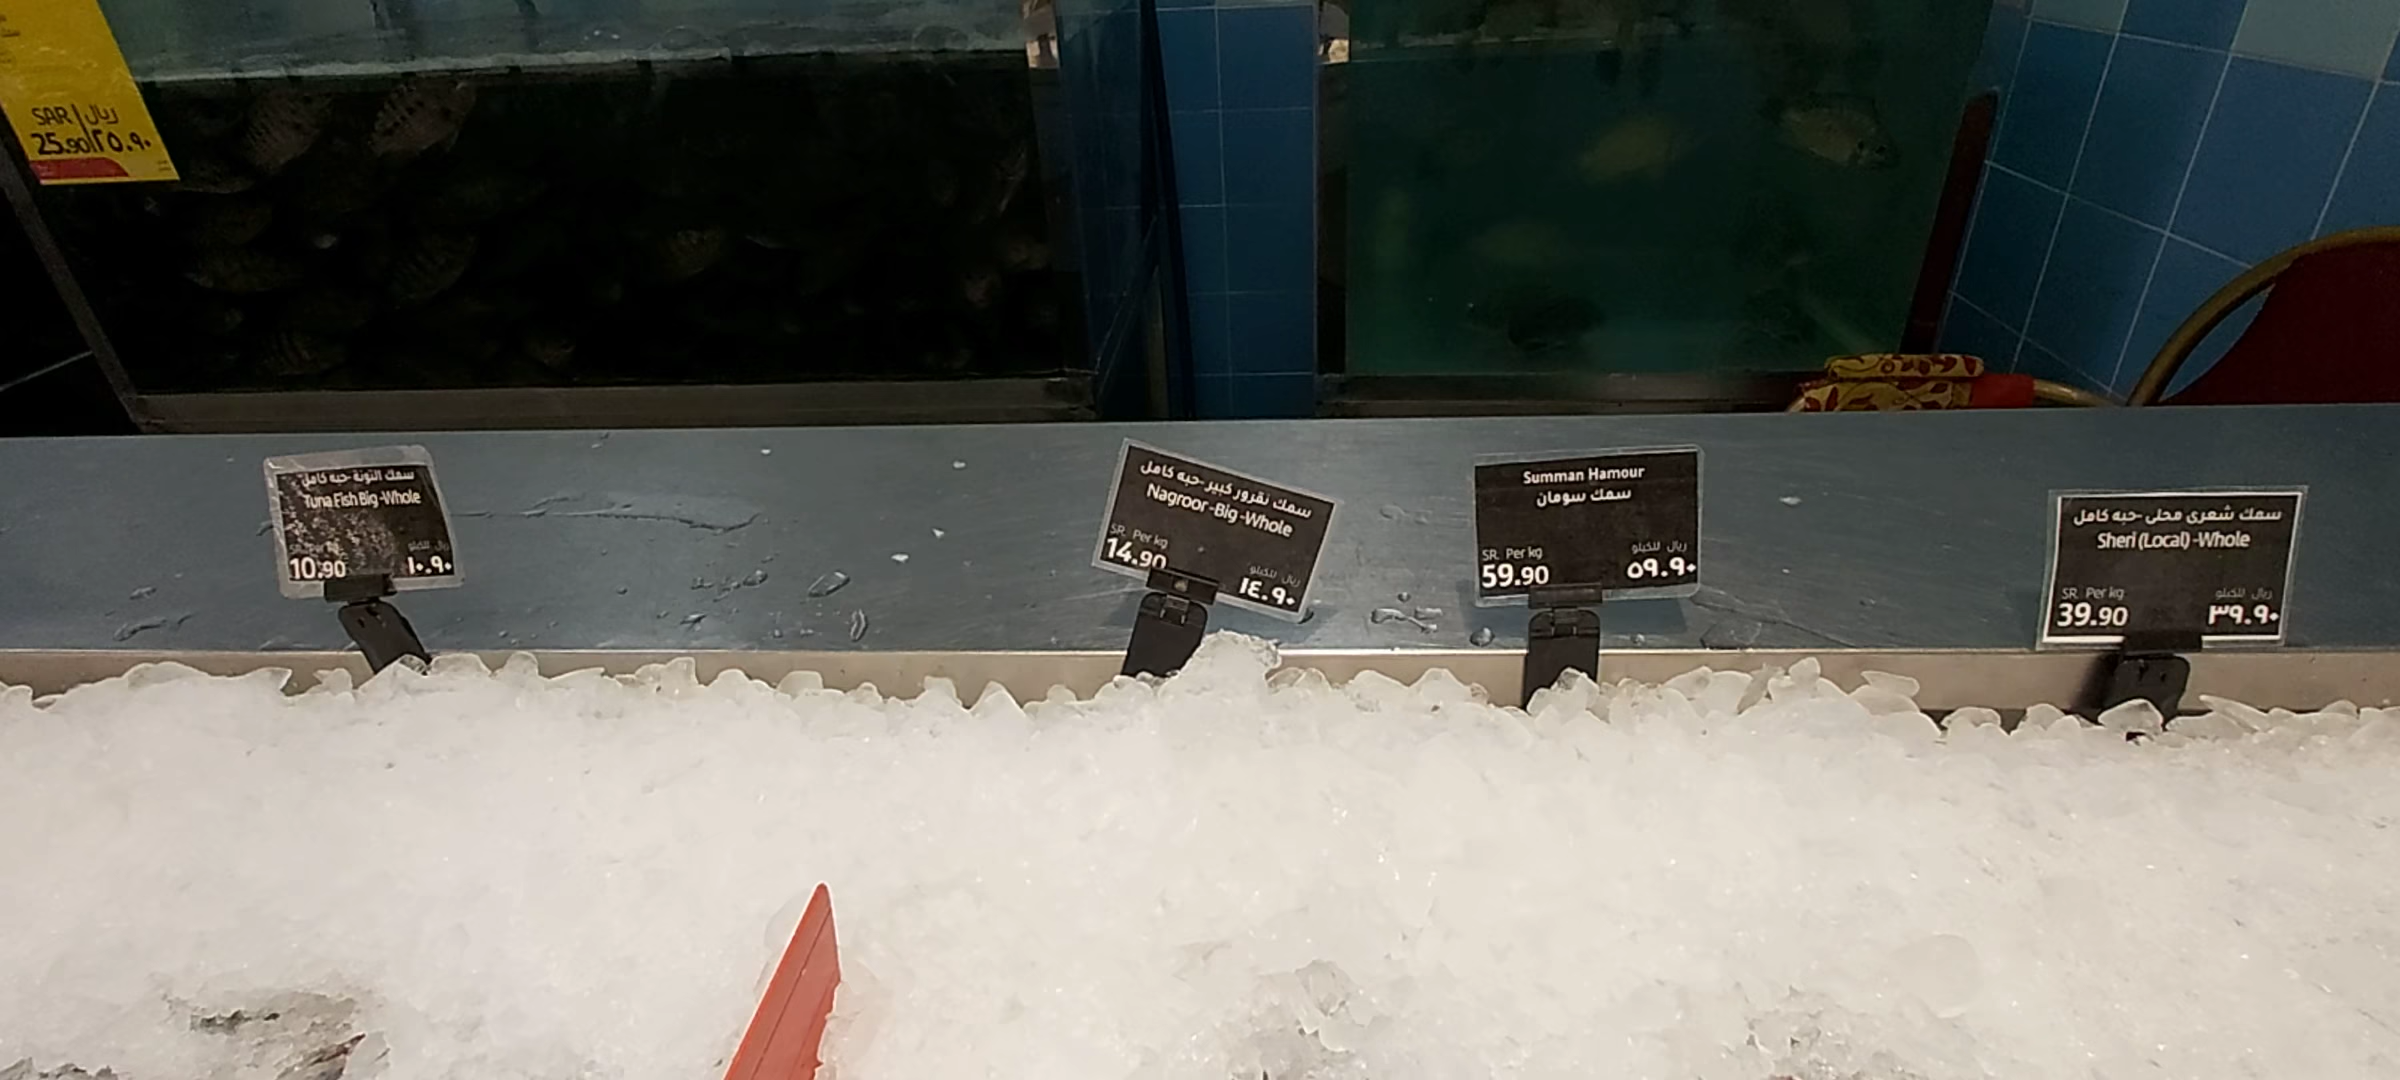 SAR ريال
25.90 ٢٥.٩٠
سمك التونة-حبه كامل
Tuna Fish Big -Whole
SR. Per kg ريال للكيلو
10.90 ١٠.٩٠
سمك نقرور كبير-حبه كامل
Nagroor -Big -Whole
SR. Per kg ريال للكيلو
14.90 ١٤.٩٠
Summan Hamour
سمك سومان
SR. Per kg ريال للكيلو
59.90 ٥٩.٩٠
سمك شعرى محلى-حبه كامل
Sheri (Local) -Whole
SR. Per kg ريال للكيلو
39.90 ٣٩.٩٠